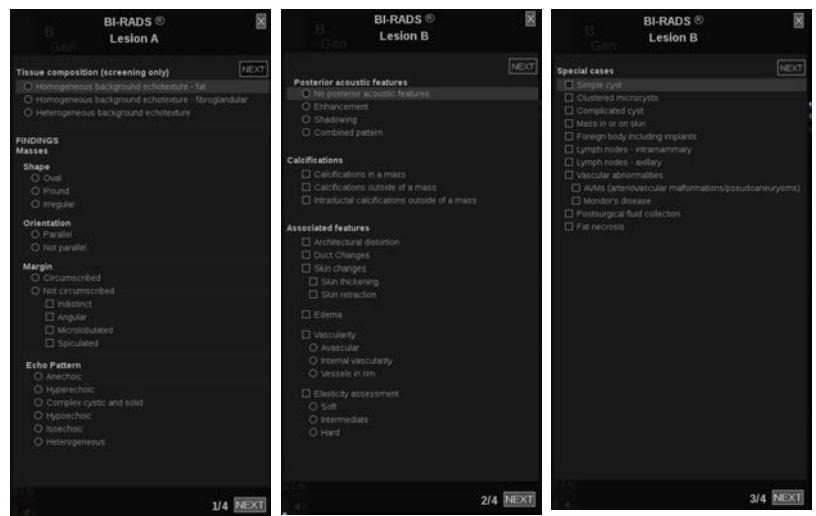 BI-RADS ®
X
Lesion A
NEXT
Tissue composition (screening only)
Homogeneous background echotexture - fat
Homogeneous background echotexture - fibroglandular
Heterogeneous background echotexture
FINDINGS
Masses
Shape
Oval
Round
Irregular
Orientation
Parallel
Not parallel
Margin
Circumscribed
Not circumscribed
Indistinct
Angular
Microlobulated
Spiculated
Echo Pattern
Anechoic
Hyperechoic
Complex cystic and solid
Hypoechoic
Isoechoic
Heterogeneous
1/4 NEXT
BI-RADS ®
X
Lesion B
NEXT
Posterior acoustic features
No posterior acoustic features
Enhancement
Shadowing
Combined pattern
Calcifications
Calcifications in a mass
Calcifications outside of a mass
Intraductal calcifications outside of a mass
Associated features
Architectural distortion
Duct Changes
Skin changes
Skin thickening
Skin retraction
Edema
Vascularity
Avascular
Internal vascularity
Vessels in rim
Elasticity assessment
Soft
Intermediate
Hard
2/4 NEXT
BI-RADS ®
X
Lesion B
NEXT
Special cases
Simple cyst
Clustered microcysts
Complicated cyst
Mass in or on skin
Foreign body including implants
Lymph nodes - intramammary
Lymph nodes - axillary
Vascular abnormalities
AVMs (arteriovascular malformations/pseudoaneurysms)
Mondor's disease
Postsurgical fluid collection
Fat necrosis
3/4 NEXT